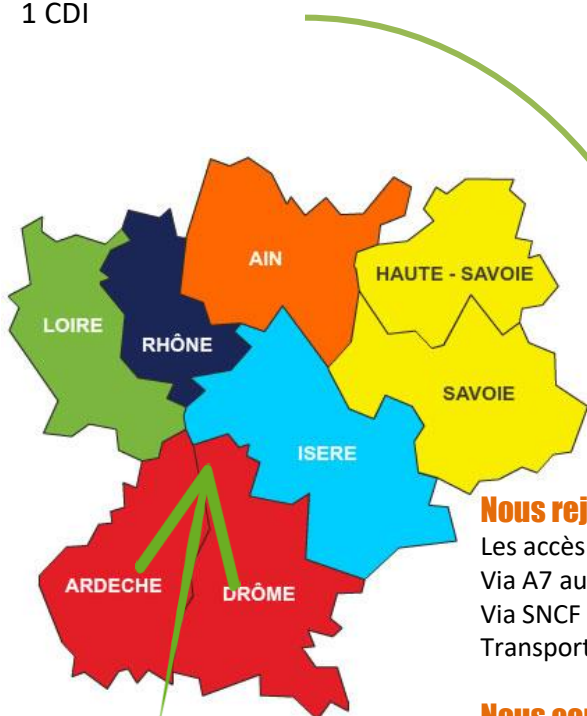 1 CDI
AIN
HAUTE - SAVOIE
LOIRE
RHÔNE
SAVOIE
ISERE
Nous rej
Les accès
Via A7 au
Via SNCF
Transport
ARDECHE
DRÔME